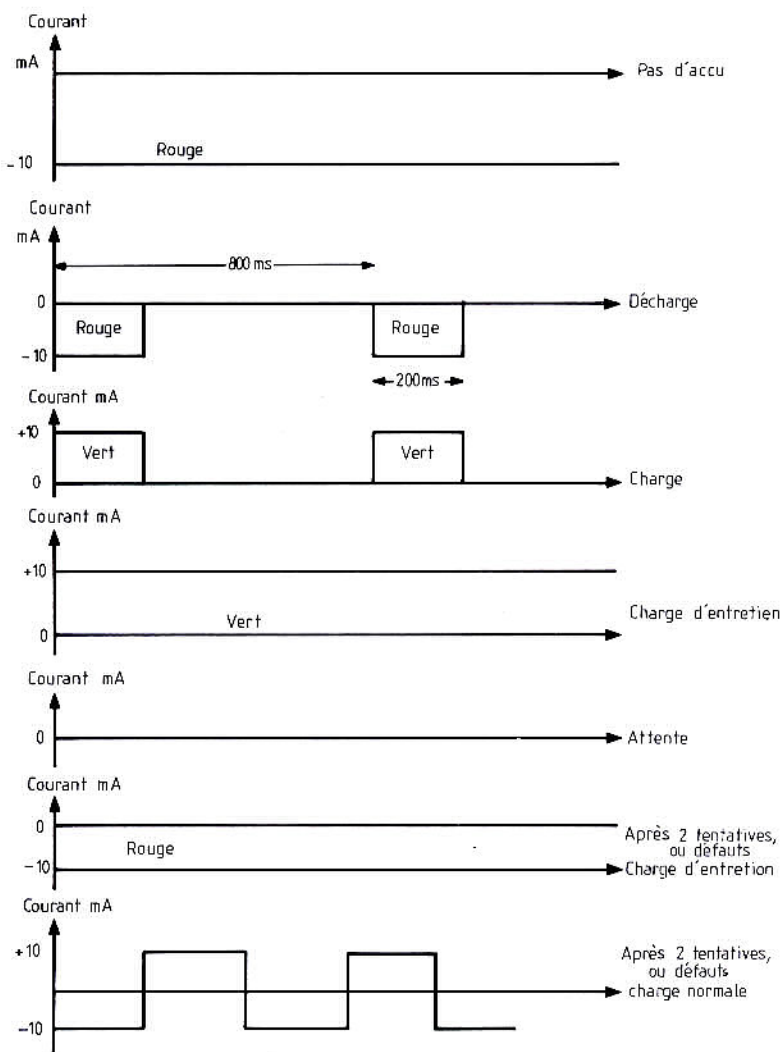 Courant
mA
Pas d'accu
Rouge
-10
Courant
mA
800 ms
0
Décharge
Rouge
Rouge
-10
200ms
Courant mA
+10
Vert
Vert
0
Charge
Courant mA
+10
Charge d'entretien
Vert
0
Courant mA
0
Attente
Courant mA
0
Après 2 tentatives,
ou défauts
Rouge
-10
Charge d'entretion
Courant mA
+10
Après 2 tentatives,
ou défauts
charge normale
-10